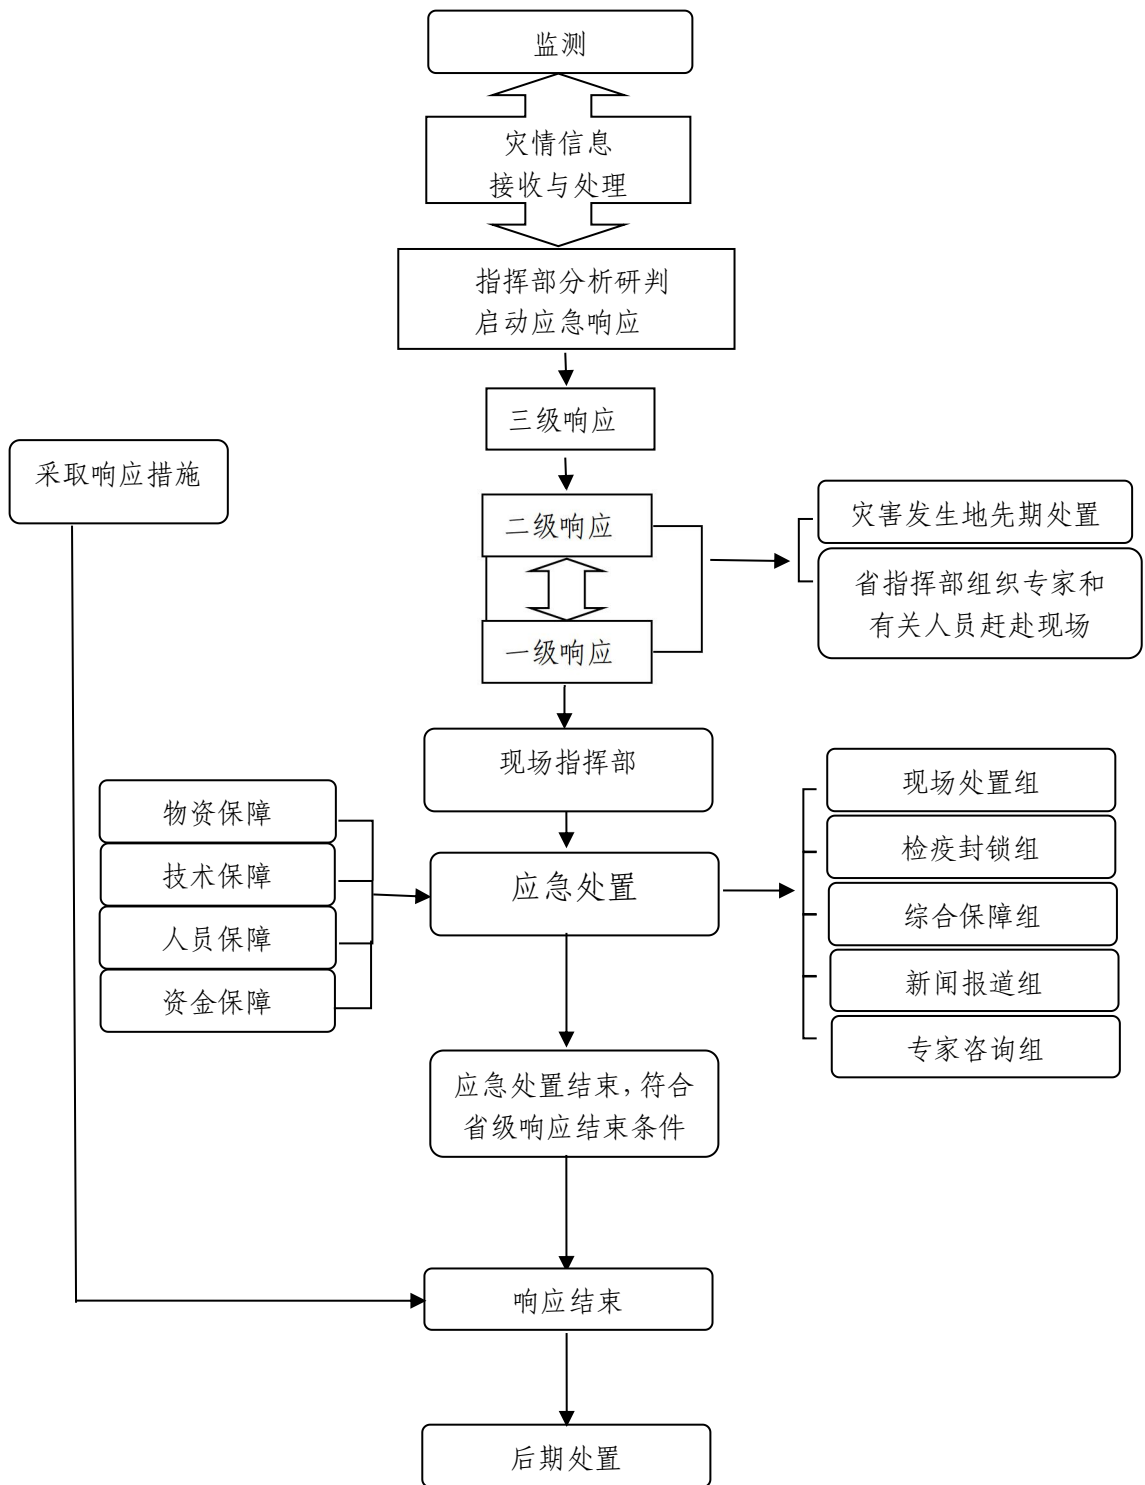 监测
灾情信息
接收与处理
指挥部分析研判
启动应急响应
三级响应
采取响应措施
二级响应
灾害发生地先期处置
省指挥部组织专家和
有关人员赶赴现场
一级响应
现场指挥部
物资保障
技术保障
人员保障
资金保障
应急处置
现场处置组
检疫封锁组
综合保障组
新闻报道组
专家咨询组
应急处置结束，符合
省级响应结束条件
响应结束
后期处置